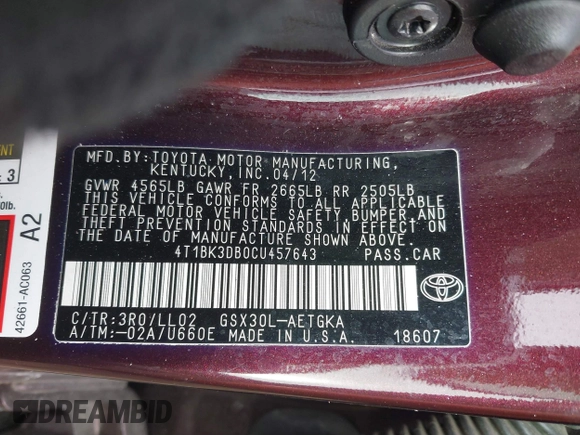 MFD.BY:TOYOTA MOTOR MANUFACTURING,
KENTUCKY, INC. 04/12
GVWR 4565LB GAWR FR 2665LB RR 2505LB
THIS VEHICLE CONFORMS TO ALL APPLICABLE
FEDERAL MOTOR VEHICLE SAFETY, BUMPER, AND
THEFT PREVENTION STANDARDS IN EFFECT ON
THE DATE OF MANUFACTURE SHOWN ABOVE.
4T1BK3DB0CU457643 PASS.CAR
C/TR:3R0/LL02 GSX30L-AETGKA
A/TM:-02A/U660E MADE IN U.S.A. 18607
3
A2
42661-AC063
DREAMBID